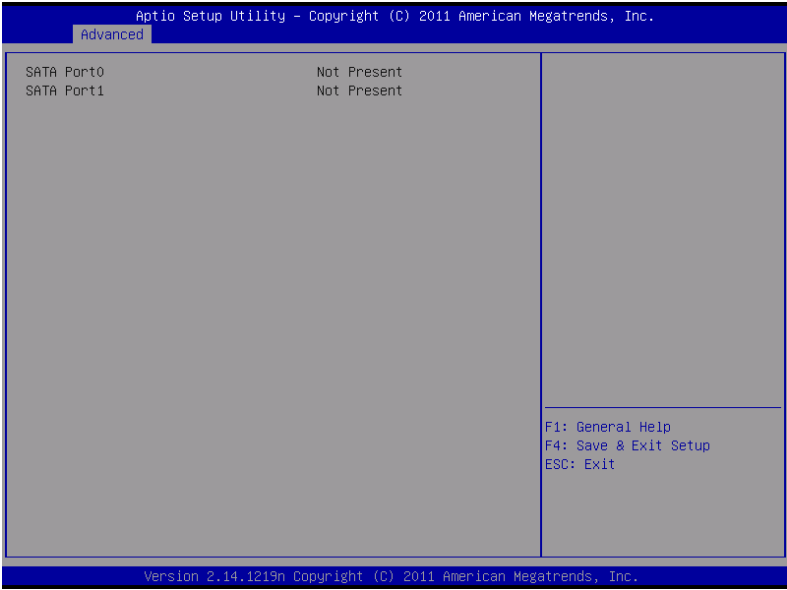 Aptio Setup Utility – Copyright (C) 2011 American Megatrends, Inc.
Advanced
SATA Port0 Not Present
SATA Port1 Not Present
F1: General Help
F4: Save & Exit Setup
ESC: Exit
Version 2.14.1219n Copyright (C) 2011 American Megatrends, Inc.